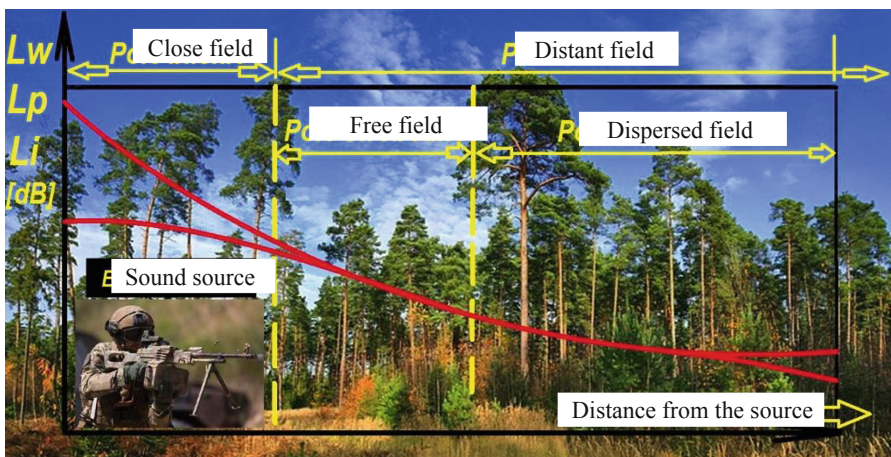 Lw
Close field
Distant field
Lp
Free field
Dispersed field
Li
[dB]
Sound source
Distance from the source